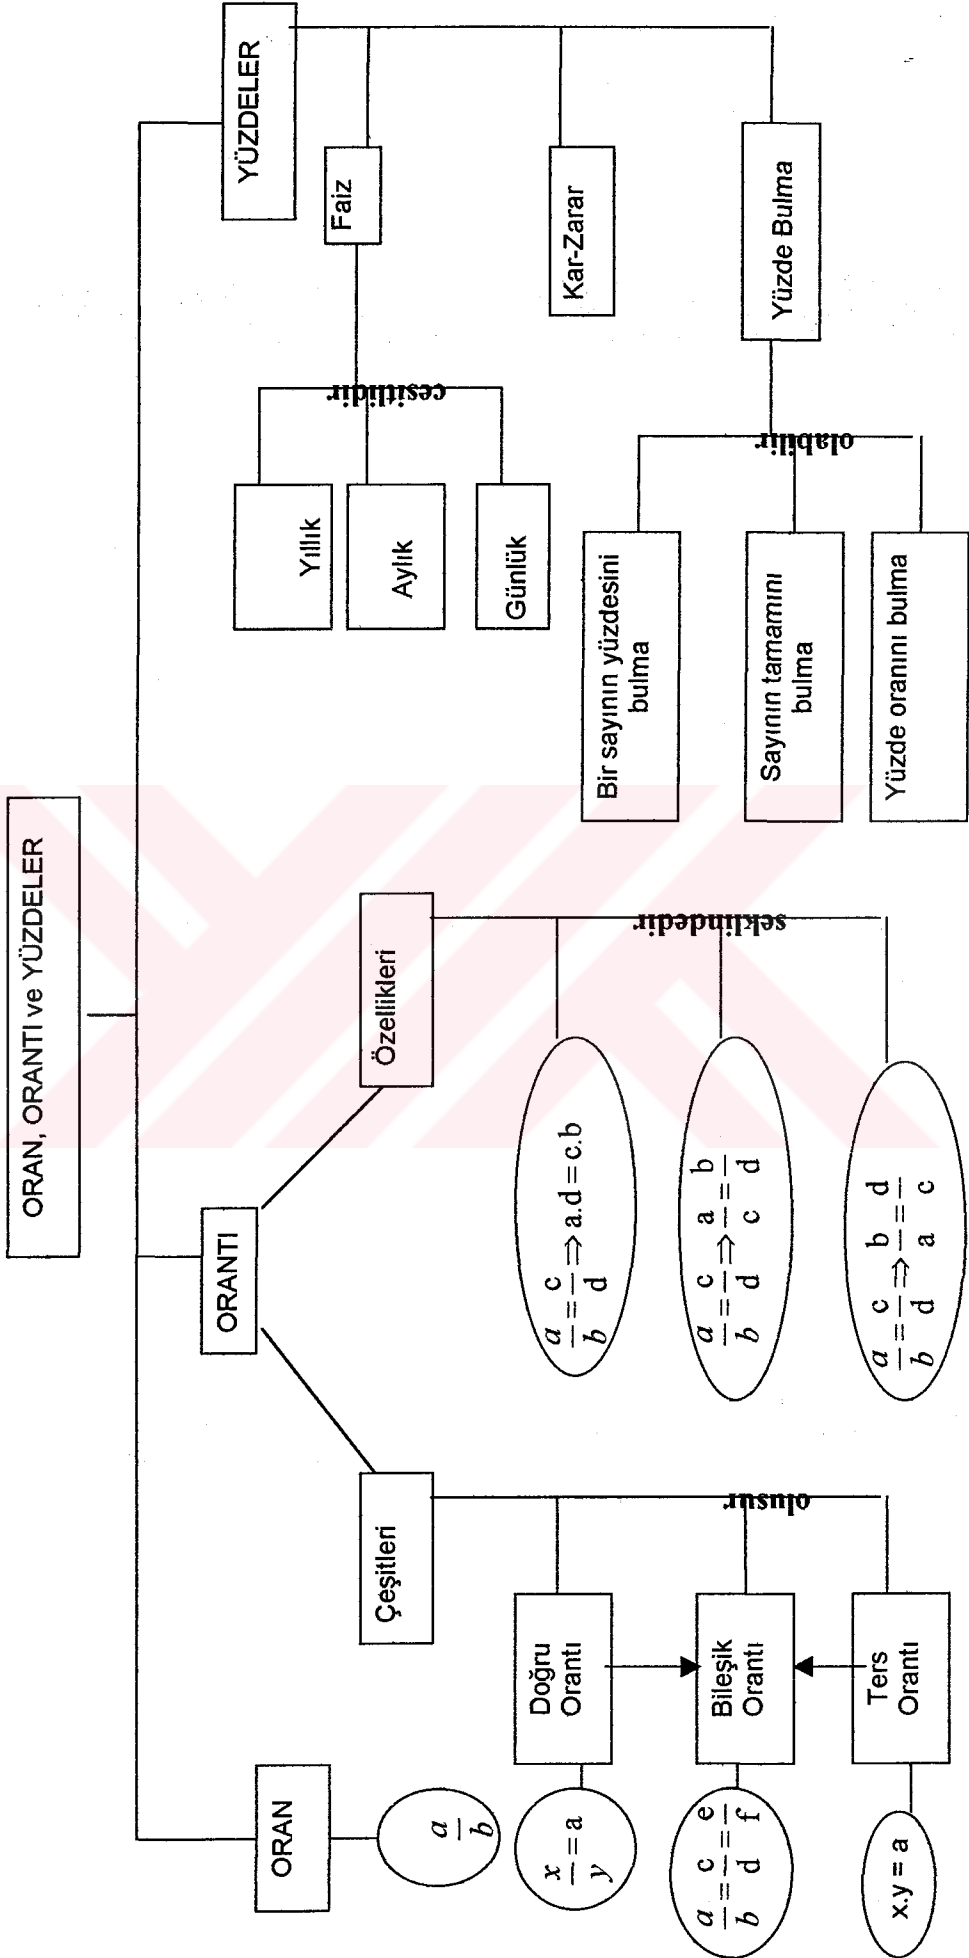 ORAN, ORANTI ve YÜZDELER
ORAN
a/b
ORANTI
Çeşitleri
oluşur
Doğru
Orantı
x/y = a
Bileşik
Orantı
a/b = c/d = e/f
Ters
Orantı
x.y = a
Özellikleri
şeklindedir
a/b = c/d ⇒ a.d = c.b
a/b = c/d ⇒ a/c = b/d
a/b = c/d ⇒ b/a = d/c
YÜZDELER
Faiz
çeşitlidir
Yıllık
Aylık
Günlük
Kar-Zarar
Yüzde Bulma
olabilir
Bir sayının yüzdesini
bulma
Sayının tamamını
bulma
Yüzde oranını bulma